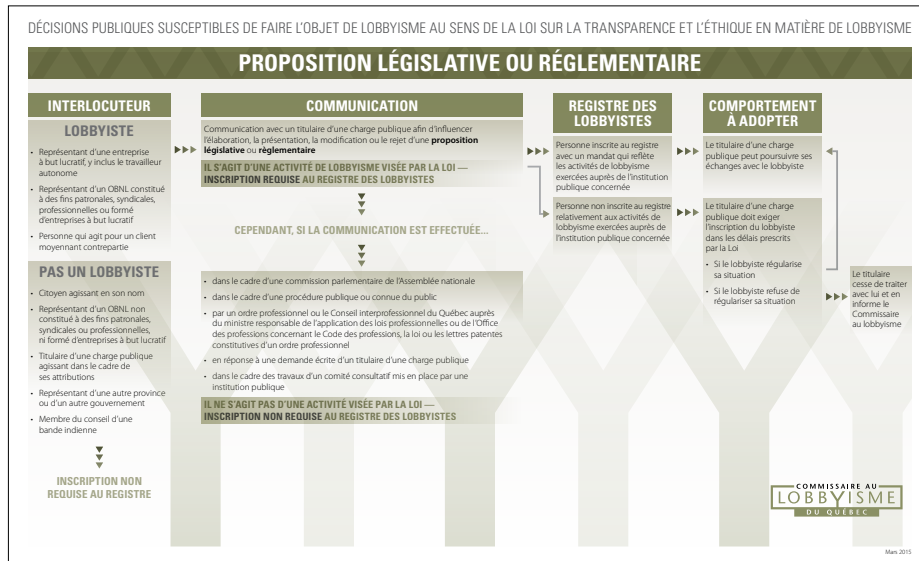 DÉCISIONS PUBLIQUES SUSCEPTIBLES DE FAIRE L'OBJET DE LOBBYISME AU SENS DE LA LOI SUR LA TRANSPARENCE ET L'ÉTHIQUE EN MATIÈRE DE LOBBYISME
PROPOSITION LÉGISLATIVE OU RÉGLEMENTAIRE
INTERLOCUTEUR
LOBBYISTE
• Représentant d'une entreprise
à but lucratif, y inclus le travailleur
autonome
• Représentant d'un OBNL constitué
à des fins patronales, syndicales,
professionnelles ou formé
d'entreprises à but lucratif
• Personne qui agit pour un client
moyennant contrepartie
PAS UN LOBBYISTE
• Citoyen agissant en son nom
• Représentant d'un OBNL non
constitué à des fins patronales,
syndicales ou professionnelles,
ni formé d'entreprises à but lucratif
• Titulaire d'une charge publique
agissant dans le cadre de
ses attributions
• Représentant d'une autre province
ou d'un autre gouvernement
• Membre du conseil d'une
bande indienne
INSCRIPTION NON
REQUISE AU REGISTRE
COMMUNICATION
Communication avec un titulaire d'une charge publique afin d'influencer
l'élaboration, la présentation, la modification ou le rejet d'une proposition
législative ou règlementaire
IL S'AGIT D'UNE ACTIVITÉ DE LOBBYISME VISÉE PAR LA LOI —
INSCRIPTION REQUISE AU REGISTRE DES LOBBYISTES
CEPENDANT, SI LA COMMUNICATION EST EFFECTUÉE...
• dans le cadre d'une commission parlementaire de l'Assemblée nationale
• dans le cadre d'une procédure publique ou connue du public
• par un ordre professionnel ou le Conseil interprofessionnel du Québec auprès
du ministre responsable de l'application des lois professionnelles ou de l'Office
des professions concernant le Code des professions, la loi ou les lettres patentes
constitutives d'un ordre professionnel
• en réponse à une demande écrite d'un titulaire d'une charge publique
• dans le cadre des travaux d'un comité consultatif mis en place par une
institution publique
IL NE S'AGIT PAS D'UNE ACTIVITÉ VISÉE PAR LA LOI —
INSCRIPTION NON REQUISE AU REGISTRE DES LOBBYISTES
REGISTRE DES
LOBBYISTES
Personne inscrite au registre
avec un mandat qui reflète
les activités de lobbyisme
exercées auprès de l'institution
publique concernée
Personne non inscrite au registre
relativement aux activités de
lobbyisme exercées auprès de
l'institution publique concernée
COMPORTEMENT
À ADOPTER
Le titulaire d'une charge
publique peut poursuivre ses
échanges avec le lobbyiste
Le titulaire d'une charge
publique doit exiger
l'inscription du lobbyiste
dans les délais prescrits
par la Loi
• Si le lobbyiste régularise
sa situation
• Si le lobbyiste refuse de
régulariser sa situation
Le titulaire
cesse de traiter
avec lui et en
informe le
Commissaire
au lobbyisme
COMMISSAIRE AU
LOBBYISME
DU QUÉBEC
Mars 2015